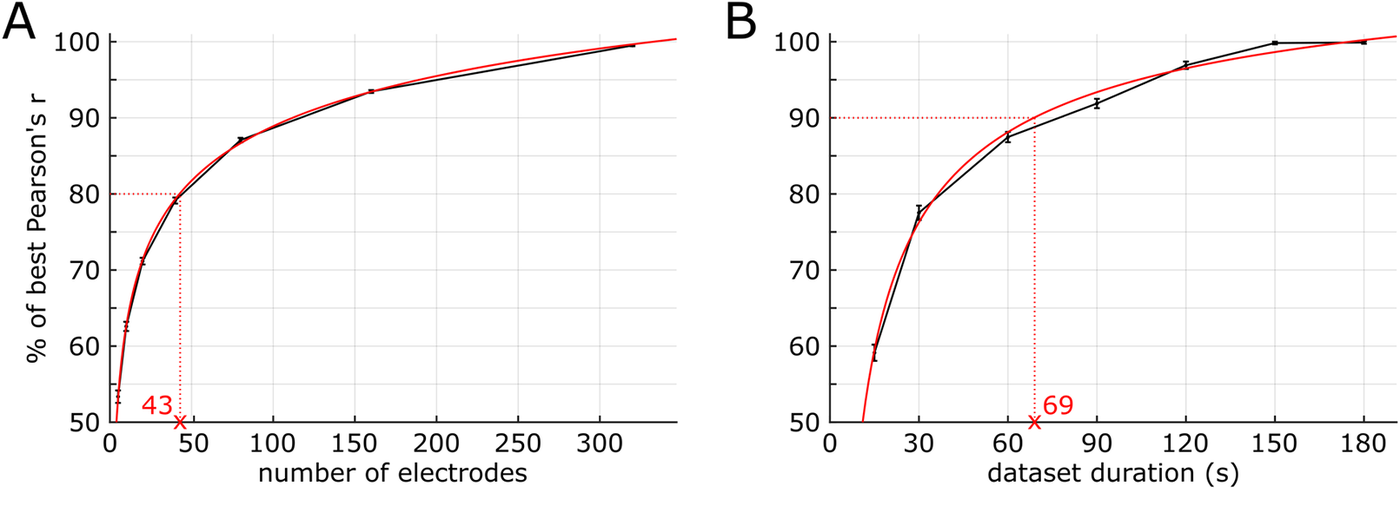 A
B
% of best Pearson's r
100
90
80
70
60
50
43
0 50 100 150 200 250 300
number of electrodes
100
90
80
70
60
50
69
0 30 60 90 120 150 180
dataset duration (s)